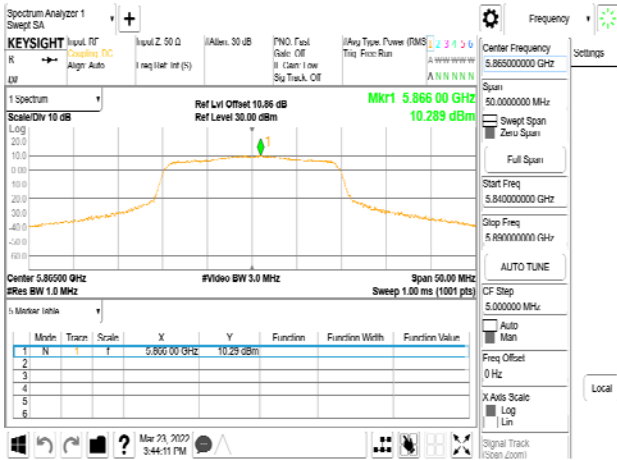 Spectrum Analyzer 1
Swept SA
+
Frequency
Settings
KEYSIGHT
Input: RF
Coupling: DC
Align: Auto
Input Z: 50 Ω
Freq Ref: Int (S)
#Atten: 30 dB
PNO: Fast
Gate: Off
IF Gain: Low
Sig Track: Off
#Avg Type: Power (RMS)
Trig: Free Run
1 2 3 4 5 6
A W W W W W
A N N N N N
R
Center Frequency
5.865000000 GHz
Span
50.0000000 MHz
Swept Span
Zero Span
Full Span
Start Freq
5.840000000 GHz
Stop Freq
5.890000000 GHz
AUTO TUNE
CF Step
5.000000 MHz
Auto
Man
Freq Offset
0 Hz
X Axis Scale
Log
Lin
Signal Track
(Span Zoom)
Local
1 Spectrum
Scale/Div 10 dB
Ref Lvl Offset 10.86 dB
Ref Level 30.00 dBm
Mkr1 5.866 00 GHz
10.289 dBm
Log
20.0
10.0
0.00
-10.0
-20.0
-30.0
-40.0
-50.0
-60.0
1
Center 5.86500 GHz
#Res BW 1.0 MHz
#Video BW 3.0 MHz
Span 50.00 MHz
Sweep 1.00 ms (1001 pts)
5 Marker Table
Mode Trace Scale X Y Function Function Width Function Value
1 N 1 f 5.866 00 GHz 10.29 dBm
2
3
4
5
6
?
Mar 23, 2022
3:44:11 PM